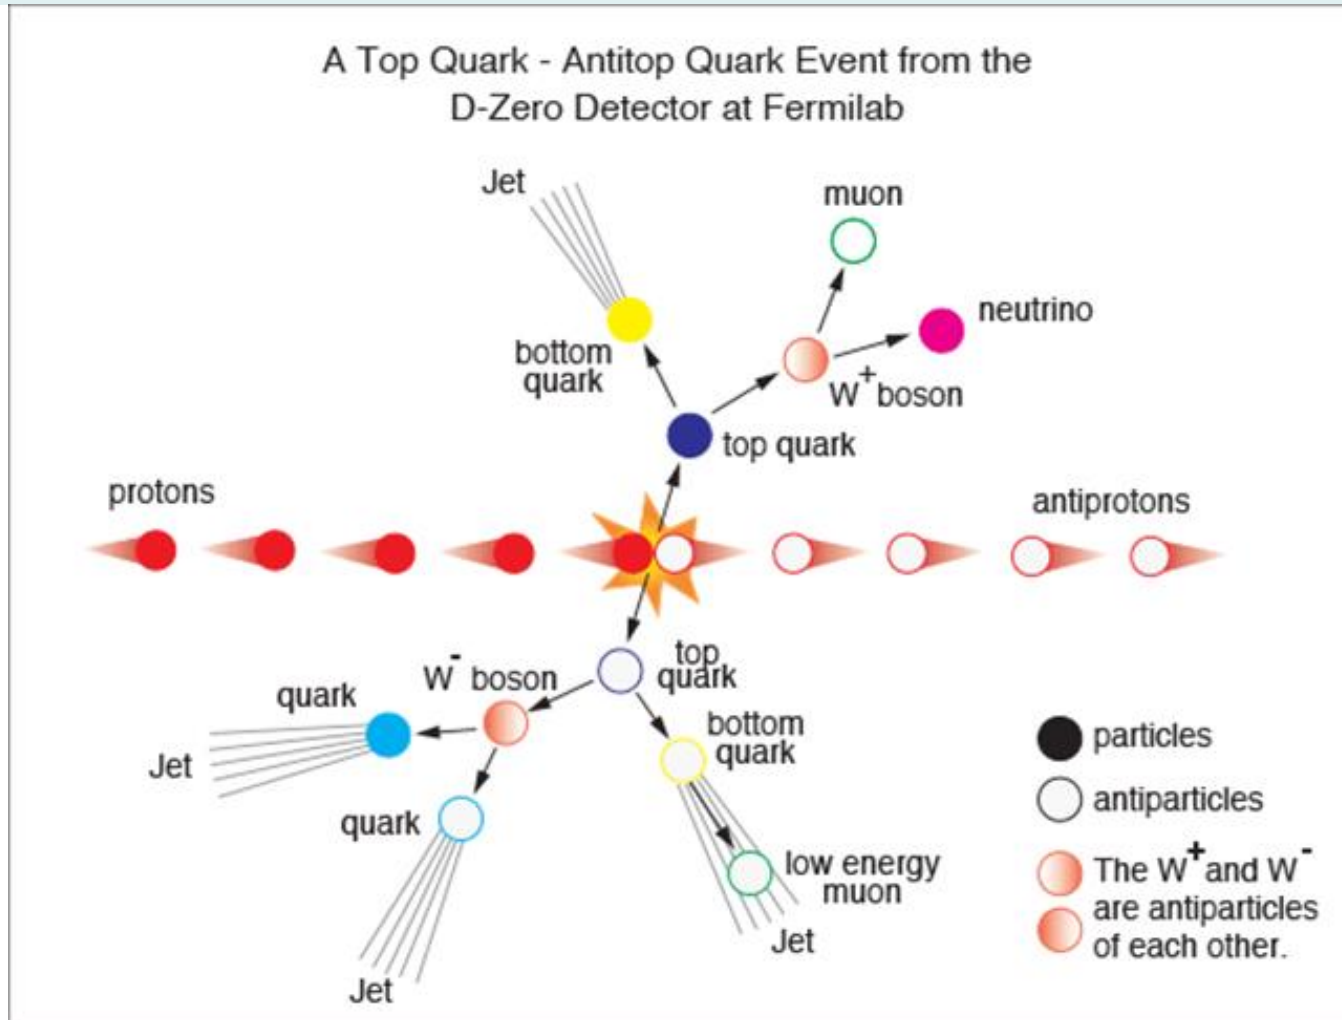 A Top Quark - Antitop Quark Event from the
D-Zero Detector at Fermilab
Jet
muon
neutrino
bottom
quark
W+ boson
top quark
protons
antiprotons
top
quark
W- boson
quark
bottom
quark
Jet
particles
antiparticles
quark
low energy
muon
The W+ and W-
are antiparticles
of each other.
Jet
Jet